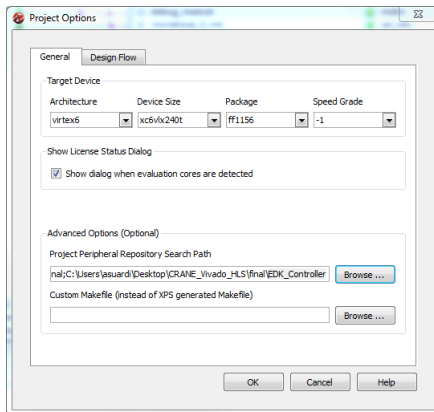 Project Options
General Design Flow
Target Device
Architecture Device Size Package Speed Grade
virtex6 xc6vlx240t ff1156 -1
Show License Status Dialog
Show dialog when evaluation cores are detected
Advanced Options (Optional)
Project Peripheral Repository Search Path
nal;C:\Users\asuardi\Desktop\CRANE_Vivado_HLS\final\EDK_Controller Browse ...
Custom Makefile (instead of XPS generated Makefile)
Browse ...
OK Cancel Help